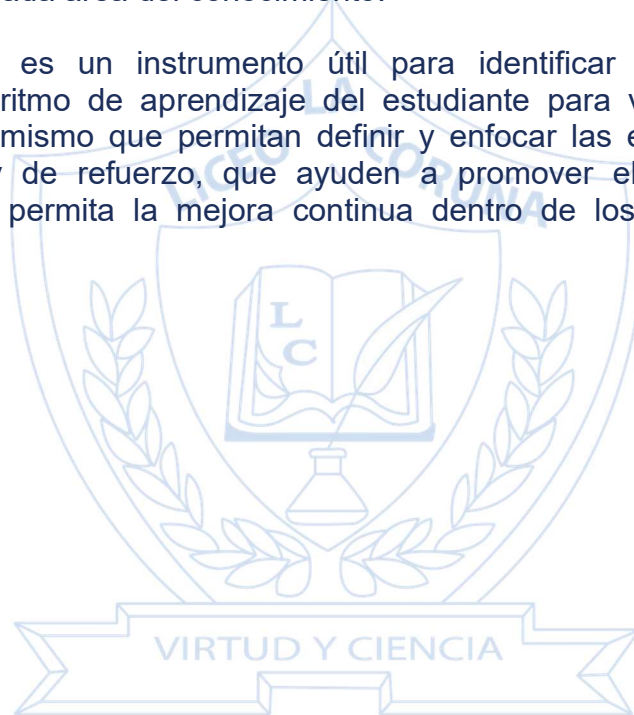 es un instrumento útil para identificar
ritmo de aprendizaje del estudiante para
mismo que permitan definir y enfocar las
de refuerzo, que ayuden a promover el
permita la mejora continua dentro de los
LICEO LA CORUÑA
L
C
VIRTUD Y CIENCIA